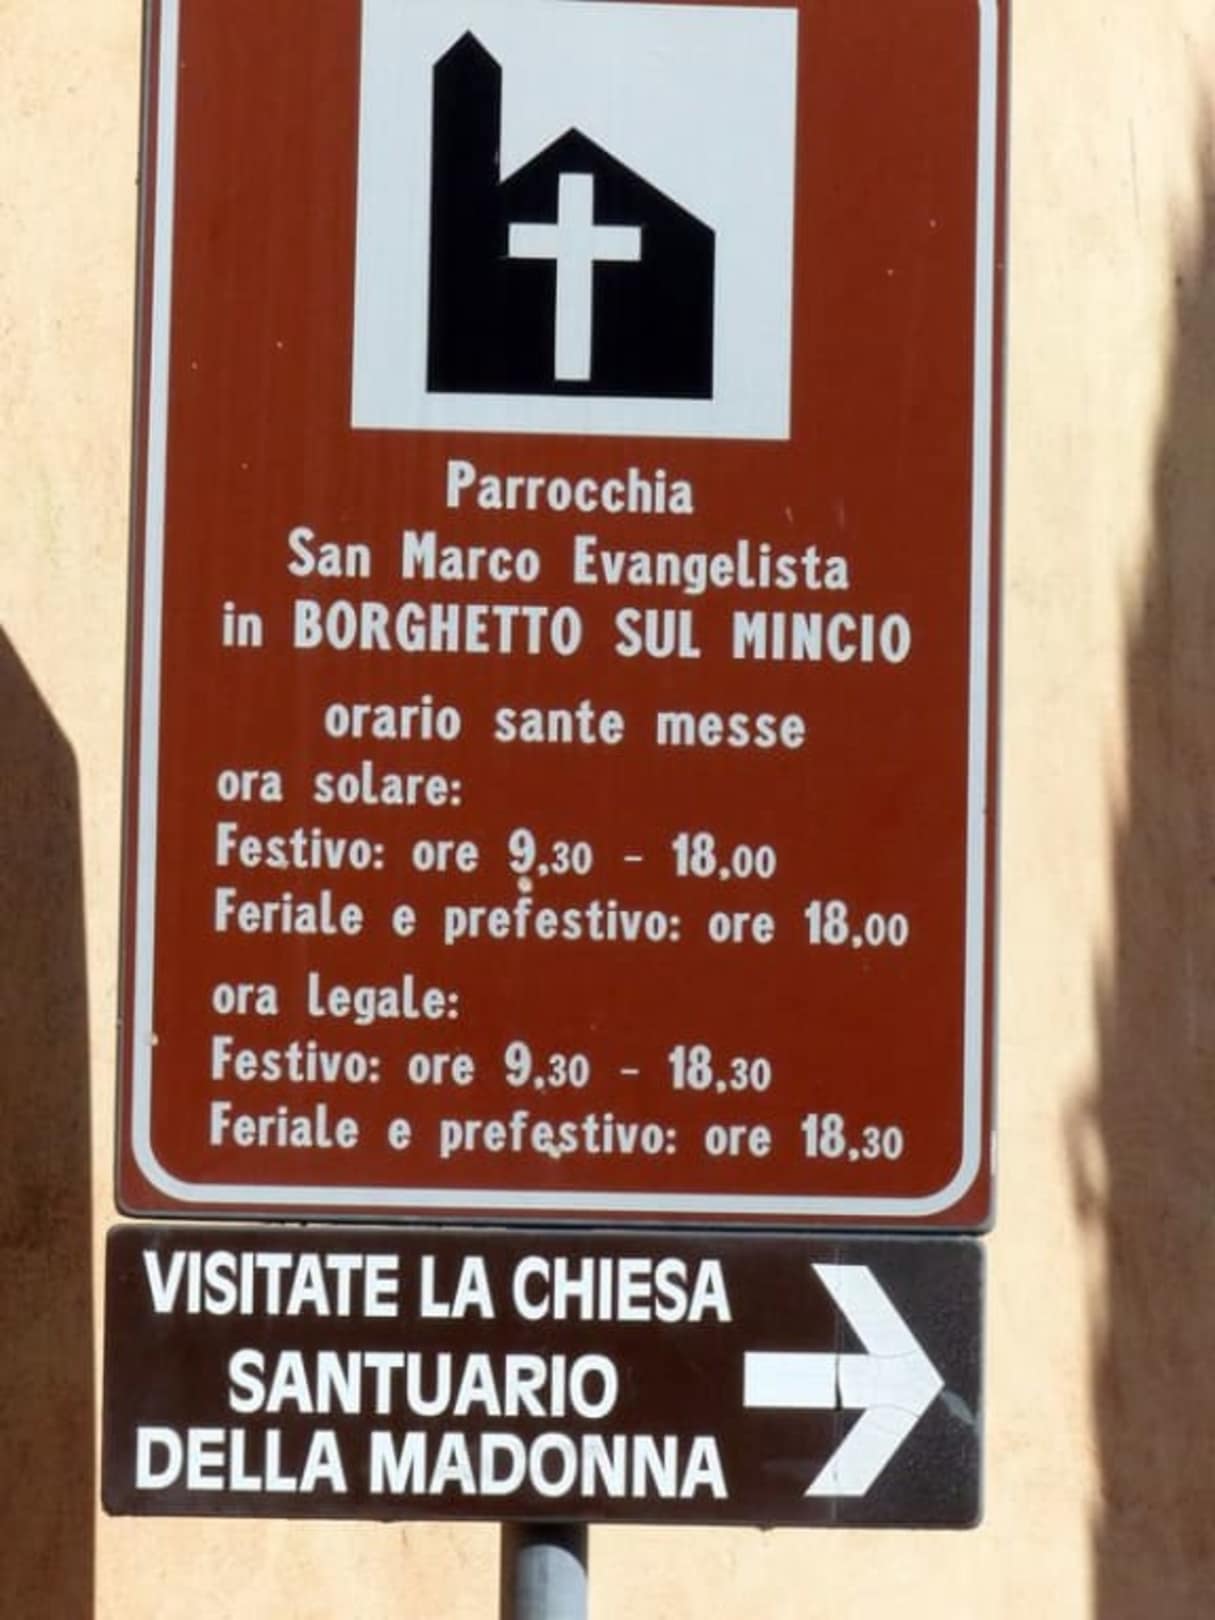 Parrocchia
San Marco Evangelista
in BORGHETTO SUL MINCIO
orario sante messe
ora solare:
Festivo: ore 9,30 - 18,00
Feriale e prefestivo: ore 18,00
ora legale:
Festivo: ore 9,30 - 18,30
Feriale e prefestivo: ore 18,30
VISITATE LA CHIESA
SANTUARIO
DELLA MADONNA